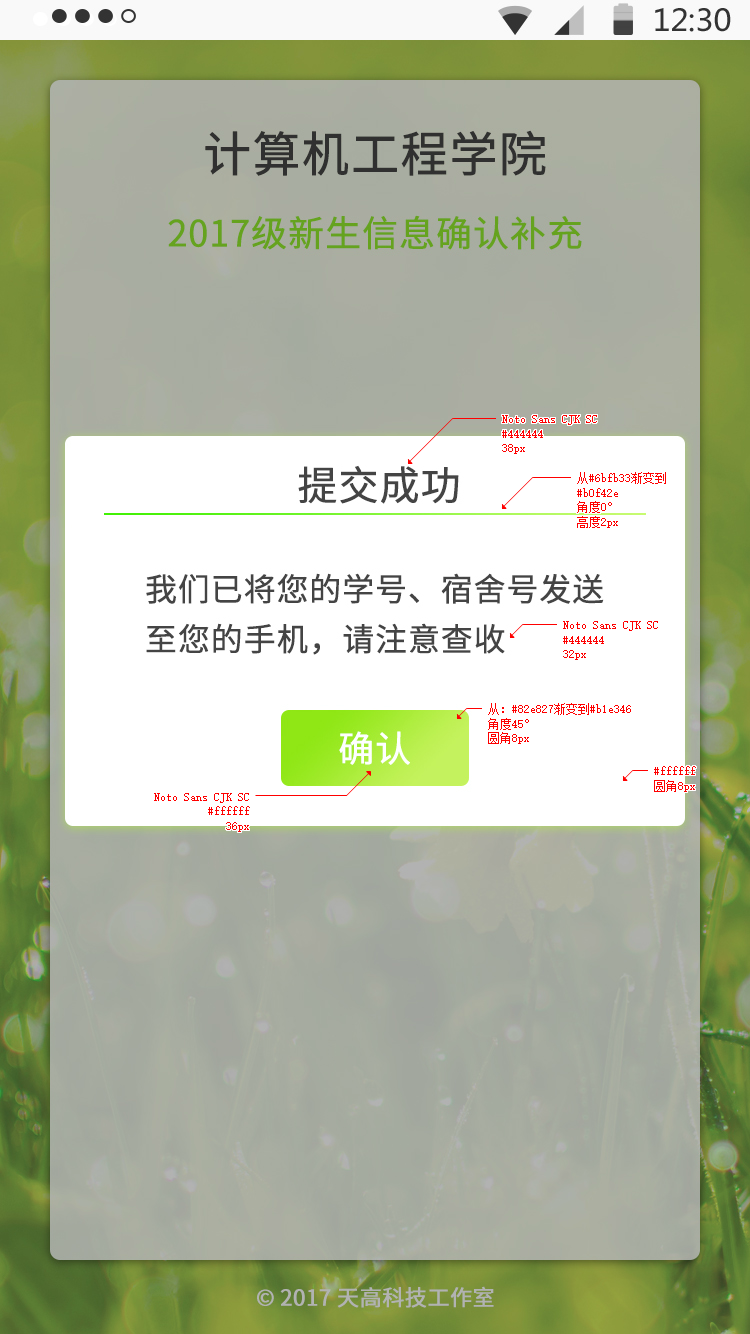 12:30
计算机工程学院
2017级新生信息确认补充
Noto Sans CJK SC
#444444
38px
提交成功
从#6bfb33渐变到
#b0f42e
角度0°
高度2px
我们已将您的学号、宿舍号发送
至您的手机，请注意查收
Noto Sans CJK SC
#444444
32px
从：#82e827渐变到#b1e346
角度45°
圆角8px
确认
#ffffff
圆角8px
Noto Sans CJK SC
#ffffff
36px
© 2017 天高科技工作室